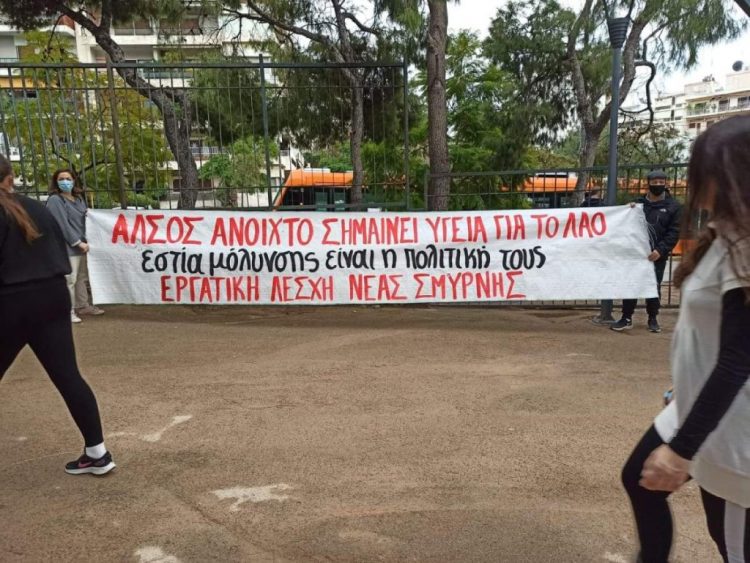 ΑΛΣΟΣ ΑΝΟΙΧΤΟ ΣΗΜΑΙΝΕΙ ΥΓΕΙΑ ΓΙΑ ΤΟ ΛΑΟ
εστία μόλυνσης είναι η πολιτική τους
ΕΡΓΑΤΙΚΗ ΛΕΣΧΗ ΝΕΑΣ ΣΜΥΡΝΗΣ